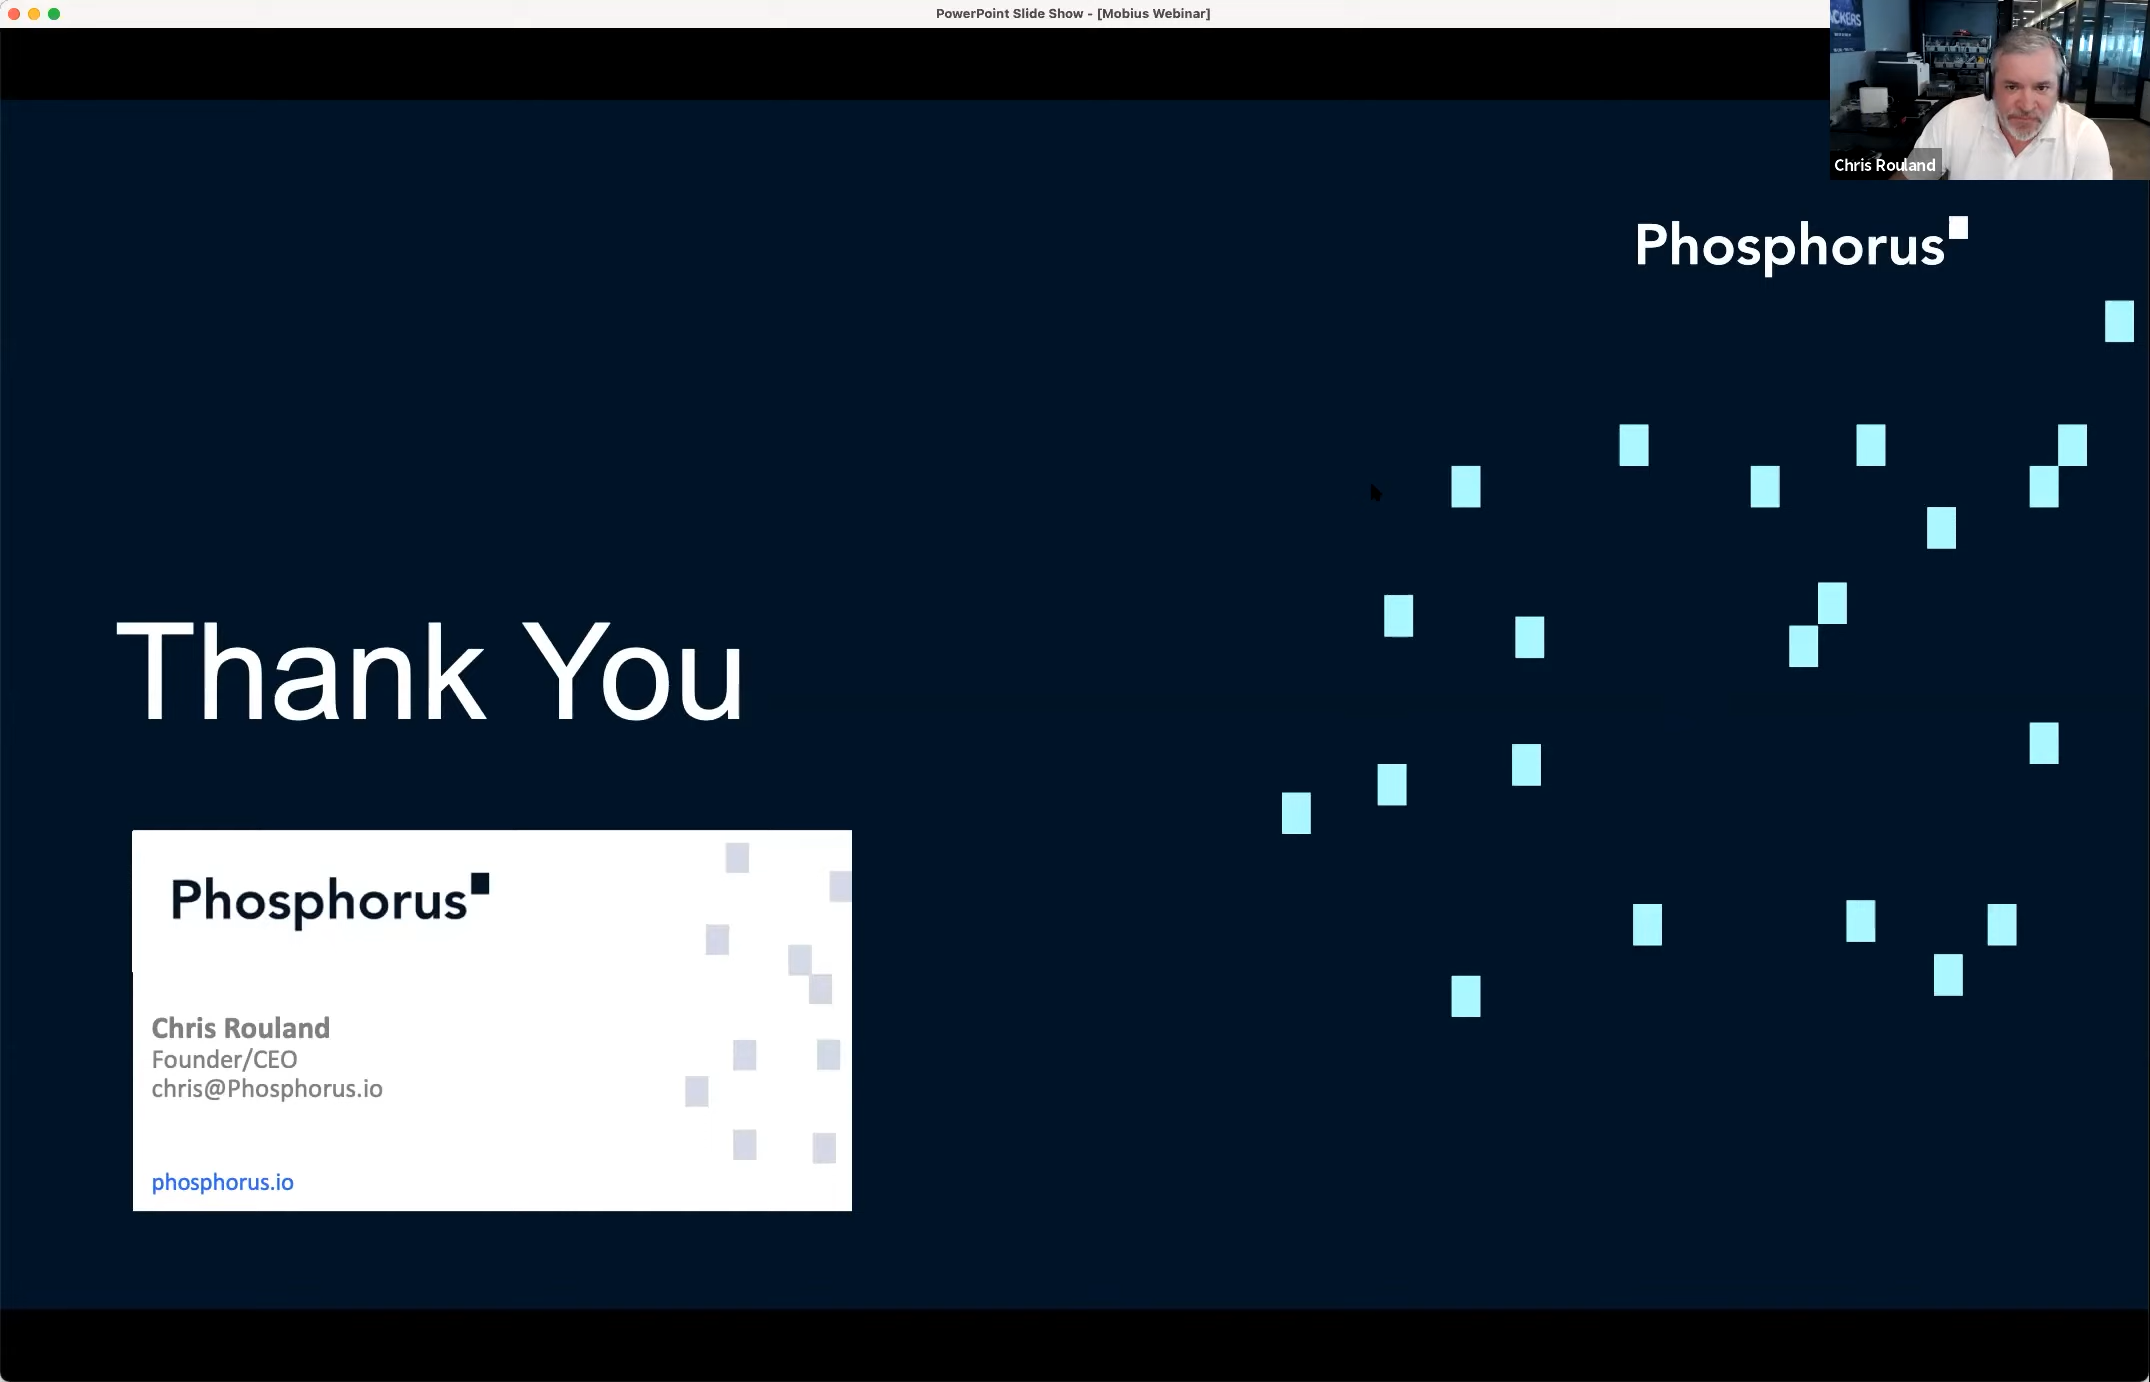 PowerPoint Slide Show - [Mobius Webinar]
CKERS
Chris Rouland
Phosphorus
Thank You
Phosphorus
Chris Rouland
Founder/CEO
chris@Phosphorus.io
phosphorus.io